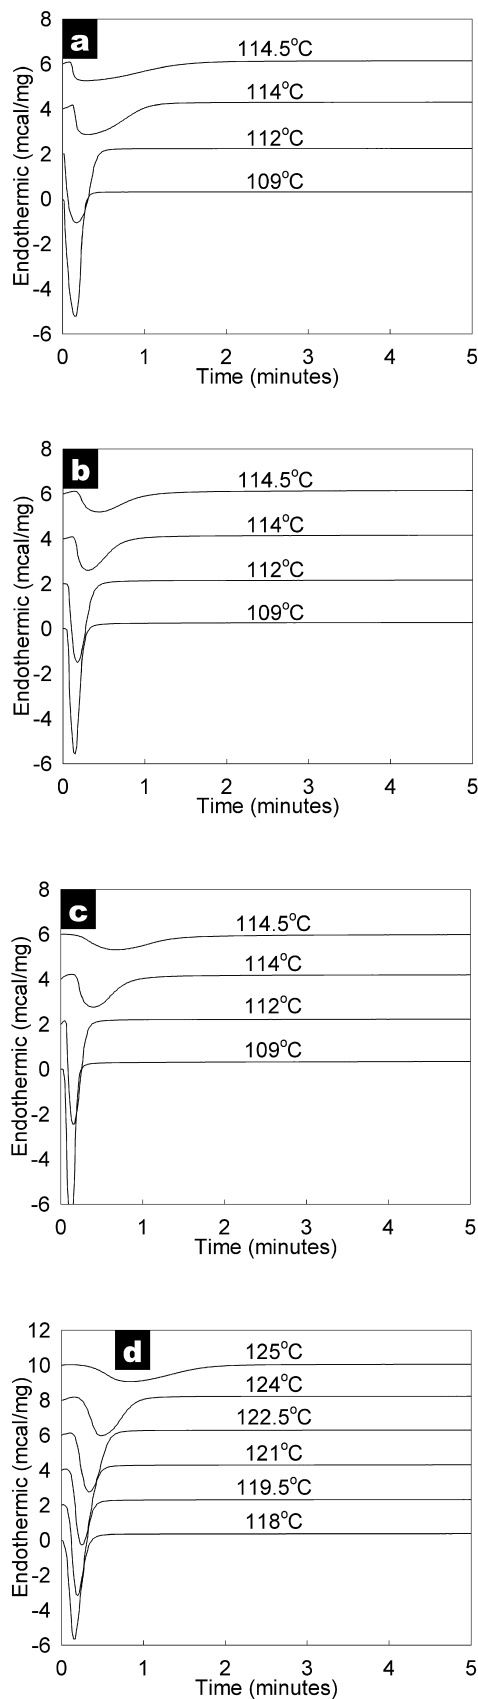 a
8
6
4
2
0
-2
-4
-6
Endothermic (mcal/mg)
114.5°C
114°C
112°C
109°C
0 1 2 3 4 5
Time (minutes)
b
8
6
4
2
0
-2
-4
-6
Endothermic (mcal/mg)
114.5°C
114°C
112°C
109°C
0 1 2 3 4 5
Time (minutes)
c
8
6
4
2
0
-2
-4
-6
Endothermic (mcal/mg)
114.5°C
114°C
112°C
109°C
0 1 2 3 4 5
Time (minutes)
d
12
10
8
6
4
2
0
-2
-4
-6
Endothermic (mcal/mg)
125°C
124°C
122.5°C
121°C
119.5°C
118°C
0 1 2 3 4 5
Time (minutes)